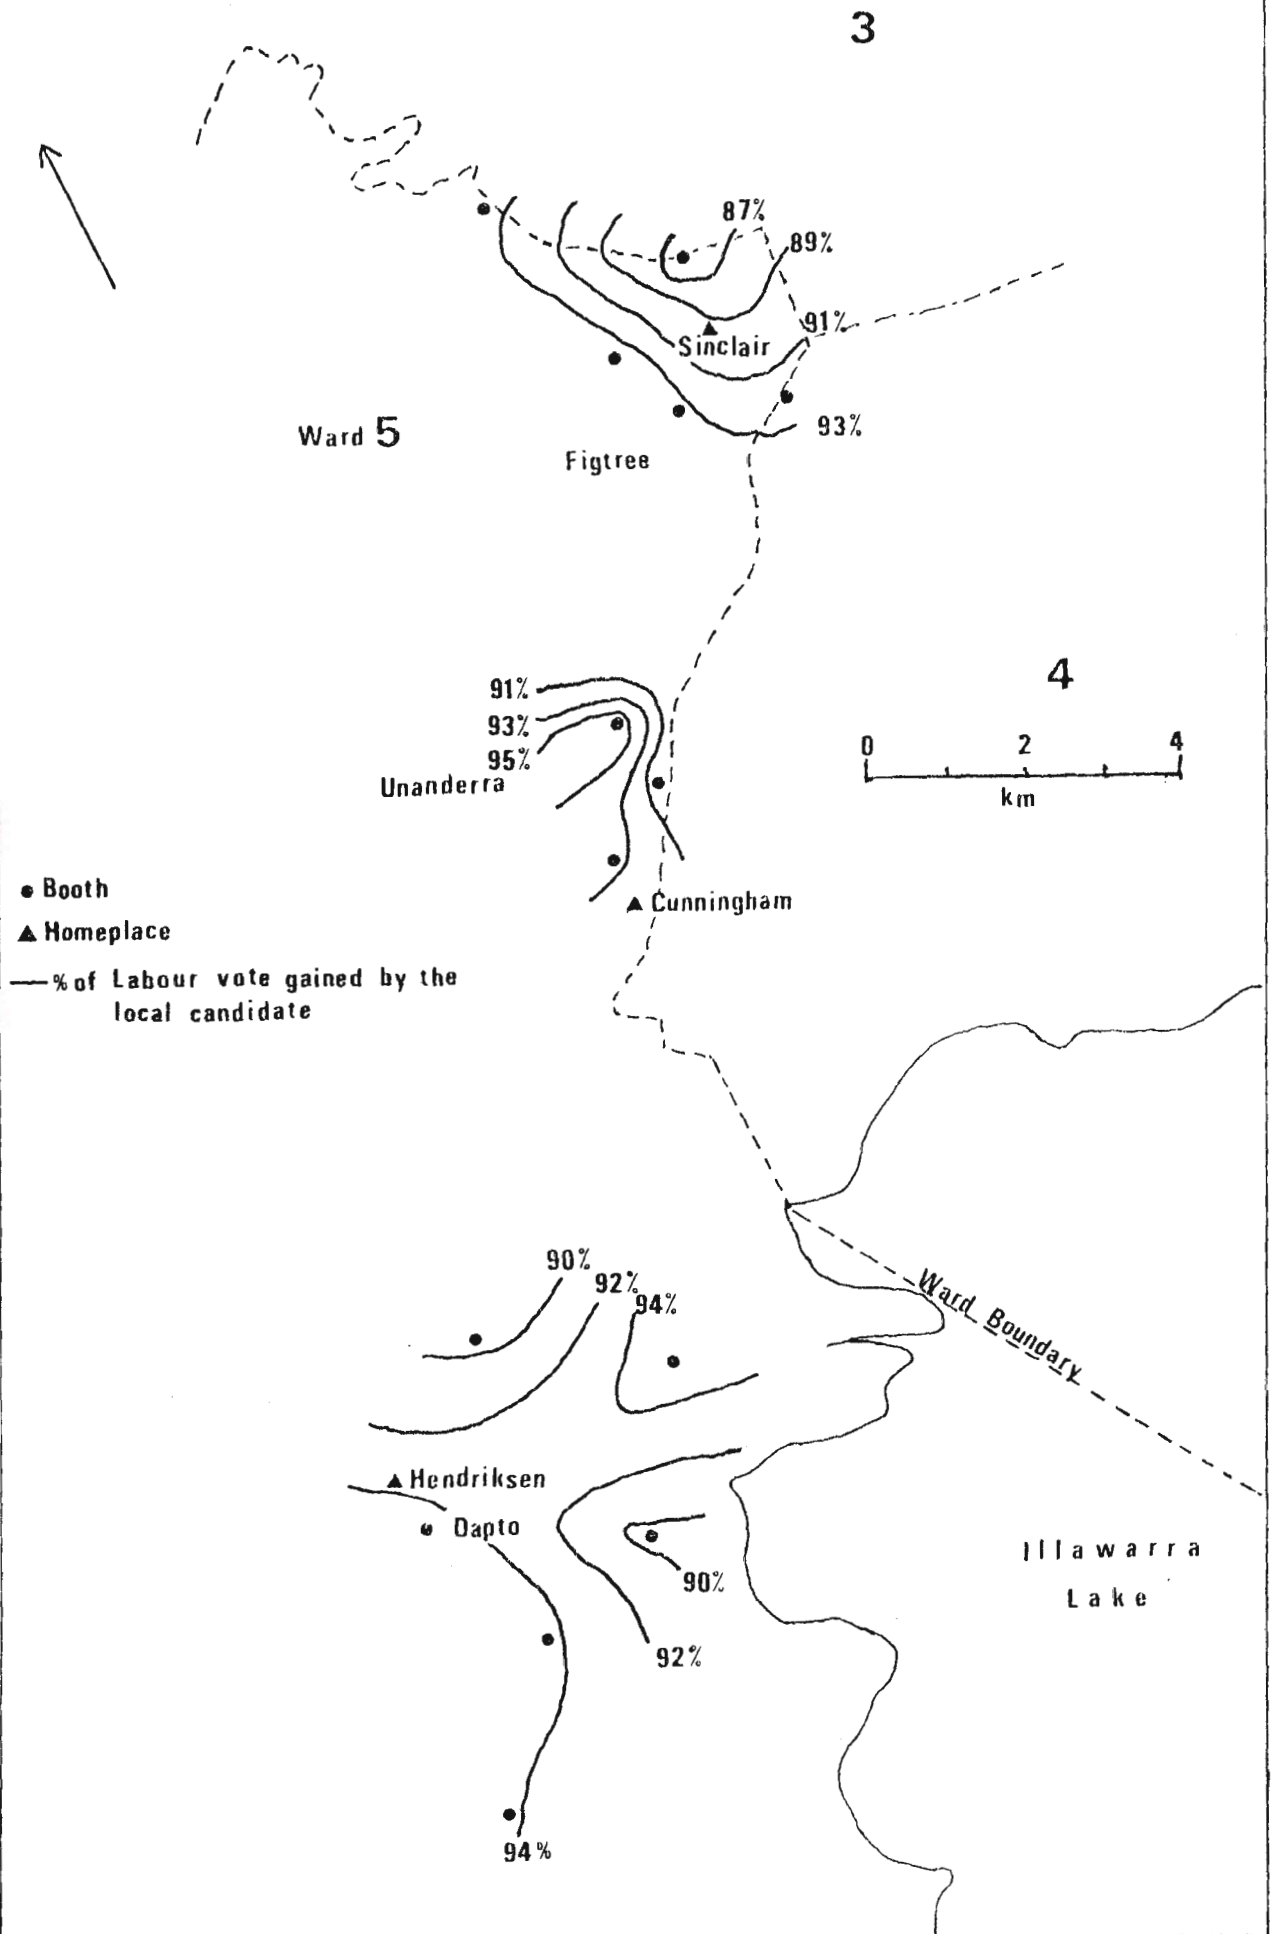 3
87%
89%
91%
Sinclair
93%
Ward 5
Figtree
91%
93%
95%
Unanderra
4
0 2 4
km
Booth
Cunningham
Homeplace
% of Labour vote gained by the
local candidate
90%
92%
94%
Ward Boundary
Hendriksen
Dapto
90%
92%
Illawarra
Lake
94%